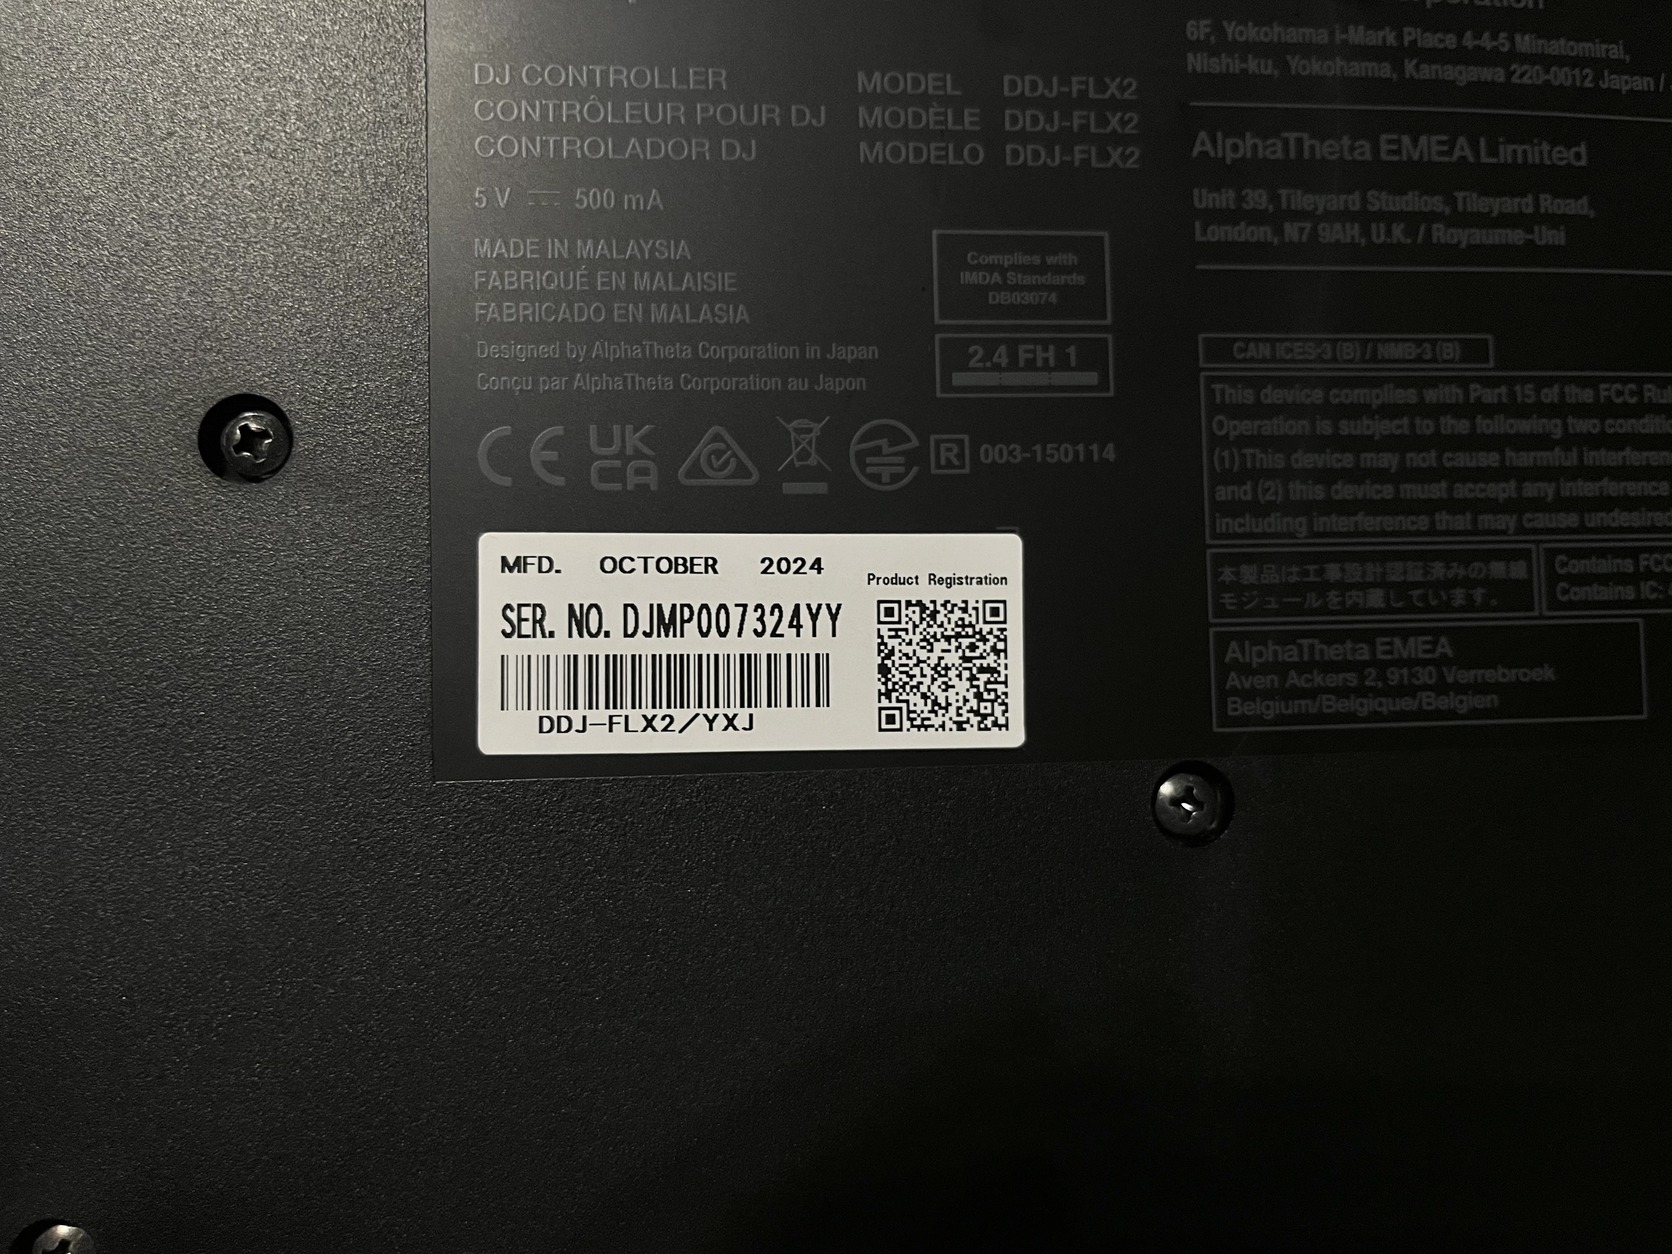 DJ CONTROLLER MODEL DDJ-FLX2
CONTRÔLEUR POUR DJ MODÈLE DDJ-FLX2
CONTROLADOR DJ MODELO DDJ-FLX2
5 V 500 mA
MADE IN MALAYSIA
FABRIQUÉ EN MALAISIE
FABRICADO EN MALASIA
Designed by AlphaTheta Corporation in Japan
Conçu par AlphaTheta Corporation au Japon
Complies with
IMDA Standards
DB03074
2.4 FH 1
CE UK
CA R 003-150114
MFD. OCTOBER 2024
Product Registration
SER. NO. DJMP007324YY
DDJ-FLX2/YXJ
6F, Yokohama i-Mark Place 4-4-5 Minatomirai,
Nishi-ku, Yokohama, Kanagawa 220-0012 Japan /
AlphaTheta EMEA Limited
Unit 39, Tileyard Studios, Tileyard Road,
London, N7 9AH, U.K. / Royaume-Uni
CAN ICES-3 (B) / NMB-3 (B)
This device complies with Part 15 of the FCC
Operation is subject to the following two
(1) This device may not cause harmful
and (2) this device must accept any interference
including interference that may cause
本製品は工事設計認証済みの無線
モジュールを内蔵しています。
Contains FCC
Contains IC:
AlphaTheta EMEA
Aven Ackers 2, 9130 Verrebroek
Belgium/Belgique/Belgien